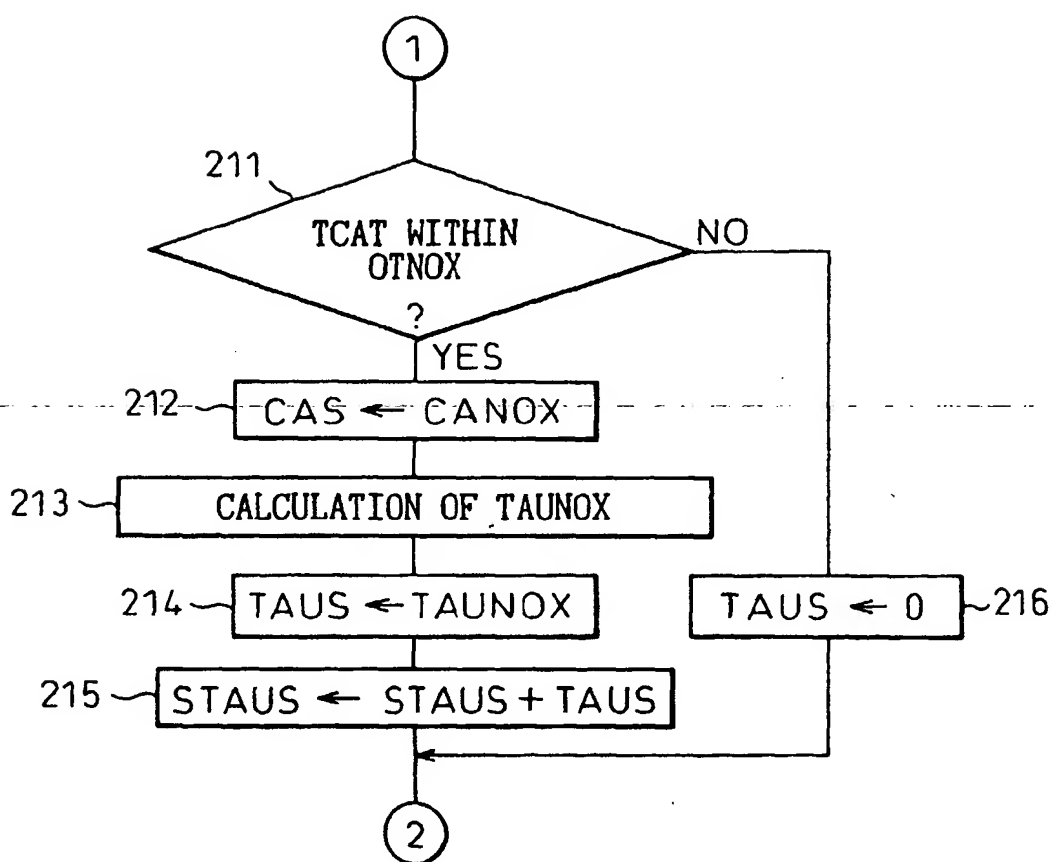 1
211
TCAT WITHIN
OTNOX
?
NO
YES
212
CAS ← CANOX
213
CALCULATION OF TAUNOX
214
TAUS ← TAUNOX
TAUS ← 0
216
215
STAUS ← STAUS + TAUS
2